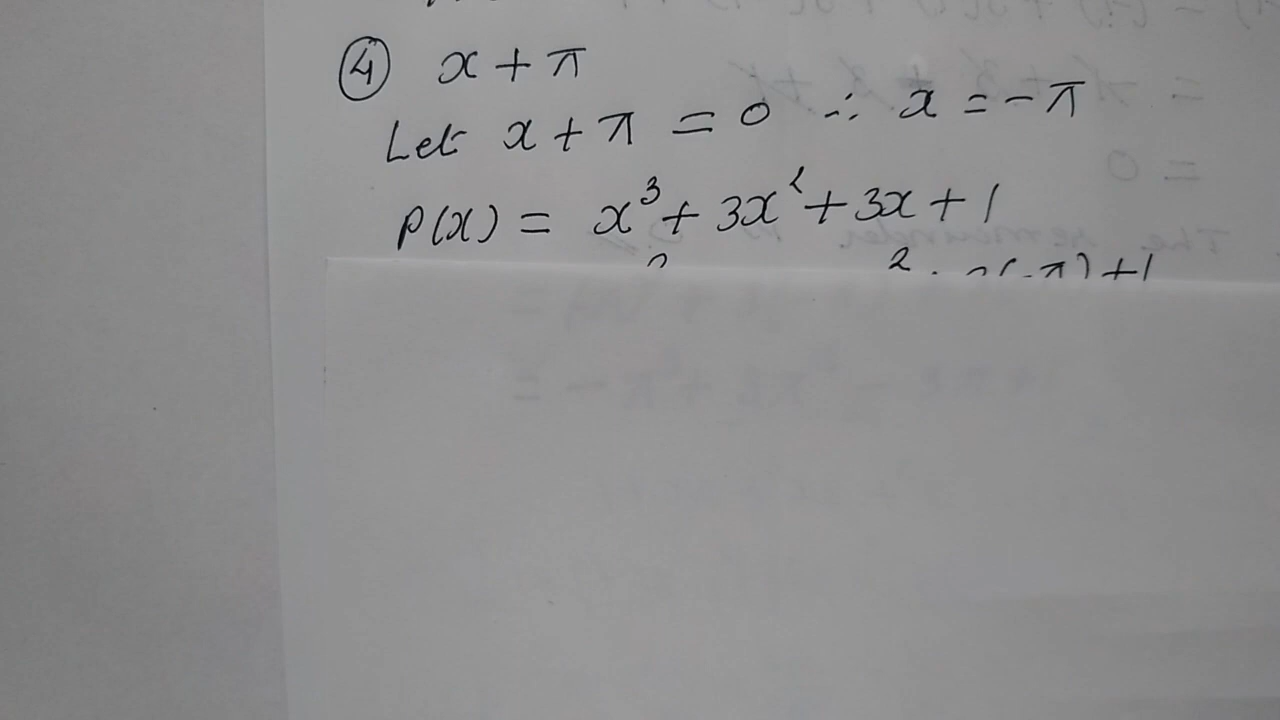 ④ x + π
Let x + π = 0 ∴ x = -π
P(x) = x³ + 3x² + 3x + 1